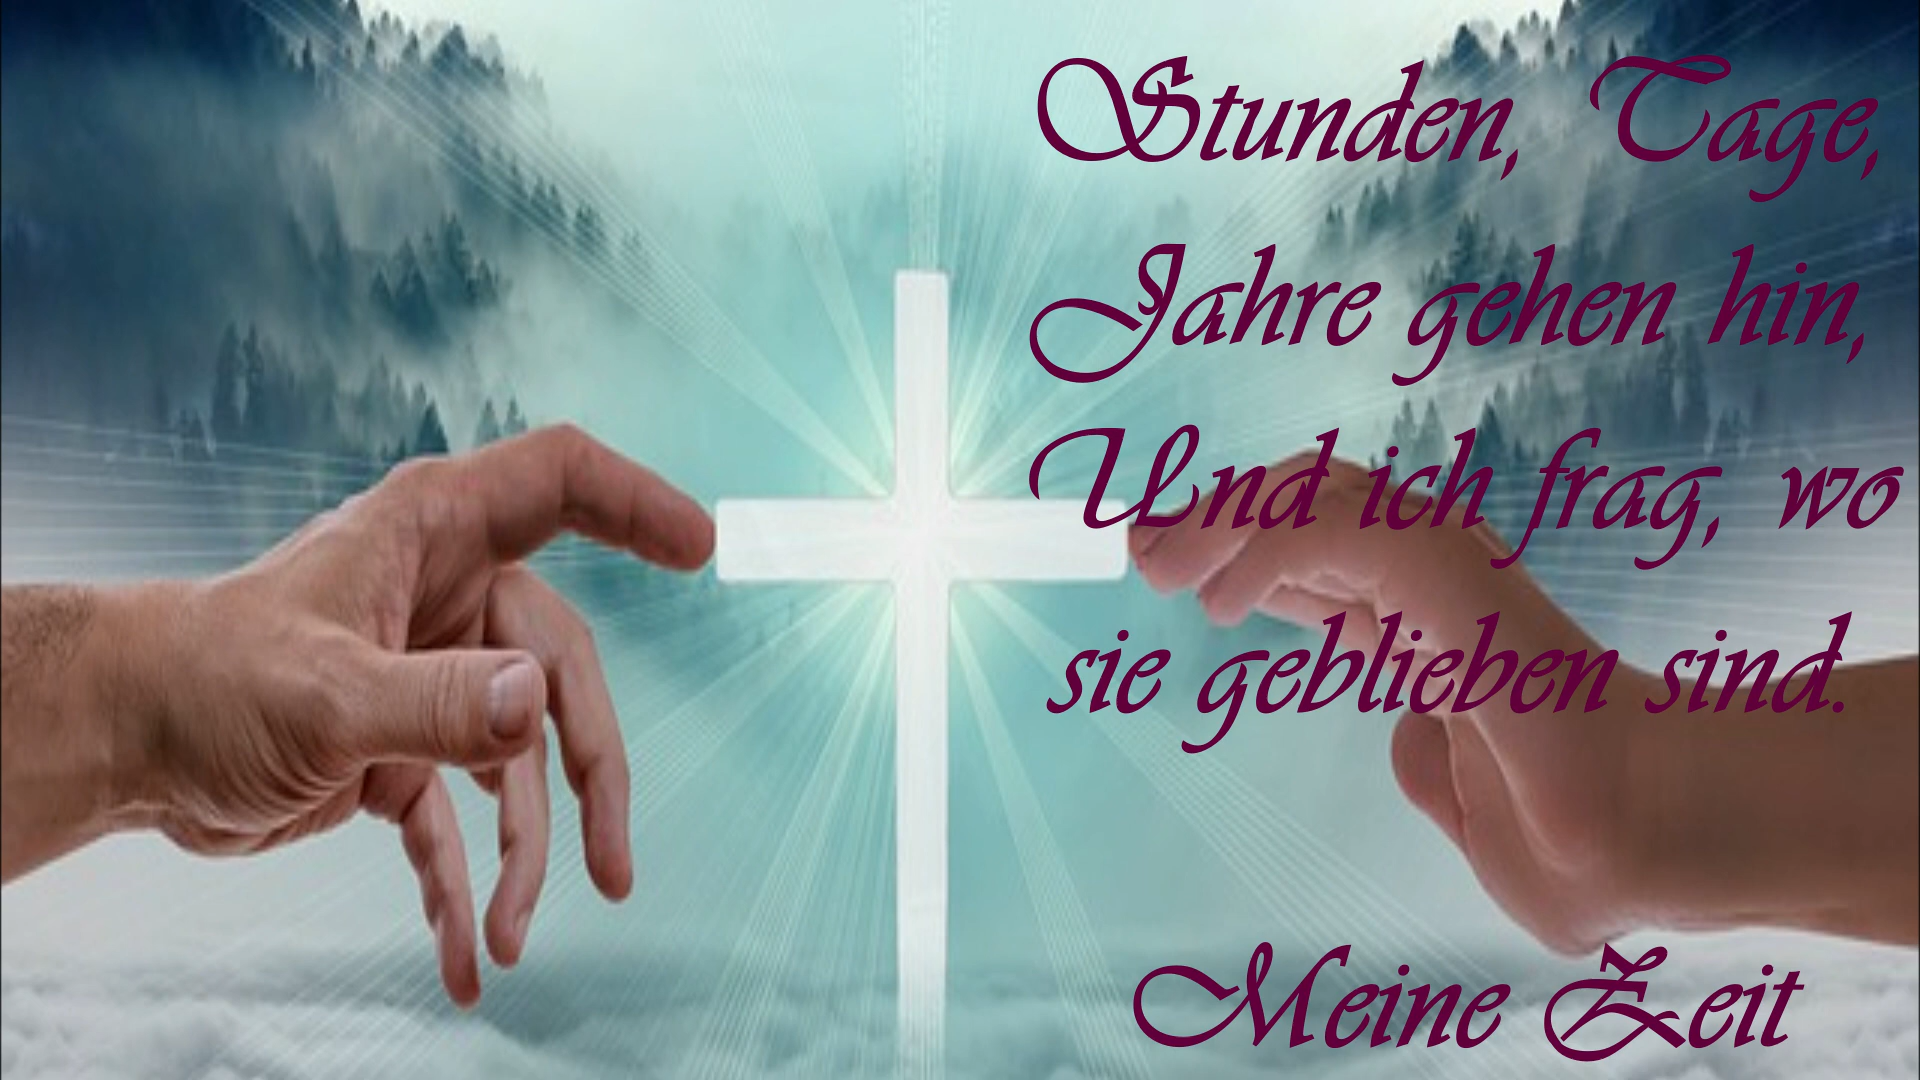 Stunden, Tage,
Jahre gehen hin,
Und ich frag, wo
sie geblieben sind.
Meine Zeit